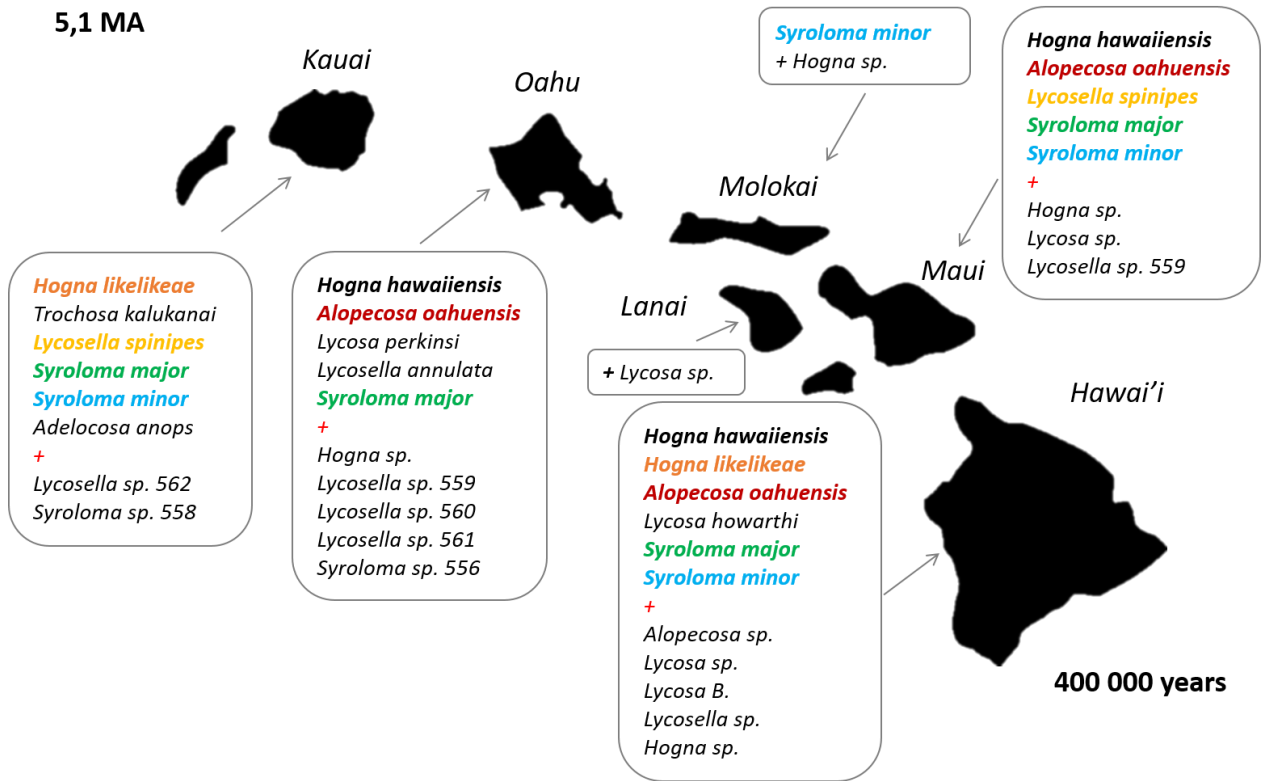 5,1 MA
Kauai
Oahu
Syroloma minor
+ Hogna sp.
Molokai
Hogna hawaiiensis
Alopecosa oahuensis
Lycosella spinipes
Syroloma major
Syroloma minor
+
Hogna sp.
Lycosa sp.
Lycosella sp. 559
Maui
Lanai
+ Lycosa sp.
Hogna likelikeae
Trochosa kalukanai
Lycosella spinipes
Syroloma major
Syroloma minor
Adelocosa anops
+
Lycosella sp. 562
Syroloma sp. 558
Hogna hawaiiensis
Alopecosa oahuensis
Lycosa perkinsi
Lycosella annulata
Syroloma major
+
Hogna sp.
Lycosella sp. 559
Lycosella sp. 560
Lycosella sp. 561
Syroloma sp. 556
Hawai’i
Hogna hawaiiensis
Hogna likelikeae
Alopecosa oahuensis
Lycosa howarthi
Syroloma major
Syroloma minor
+
Alopecosa sp.
Lycosa sp.
Lycosa B.
Lycosella sp.
Hogna sp.
400 000 years